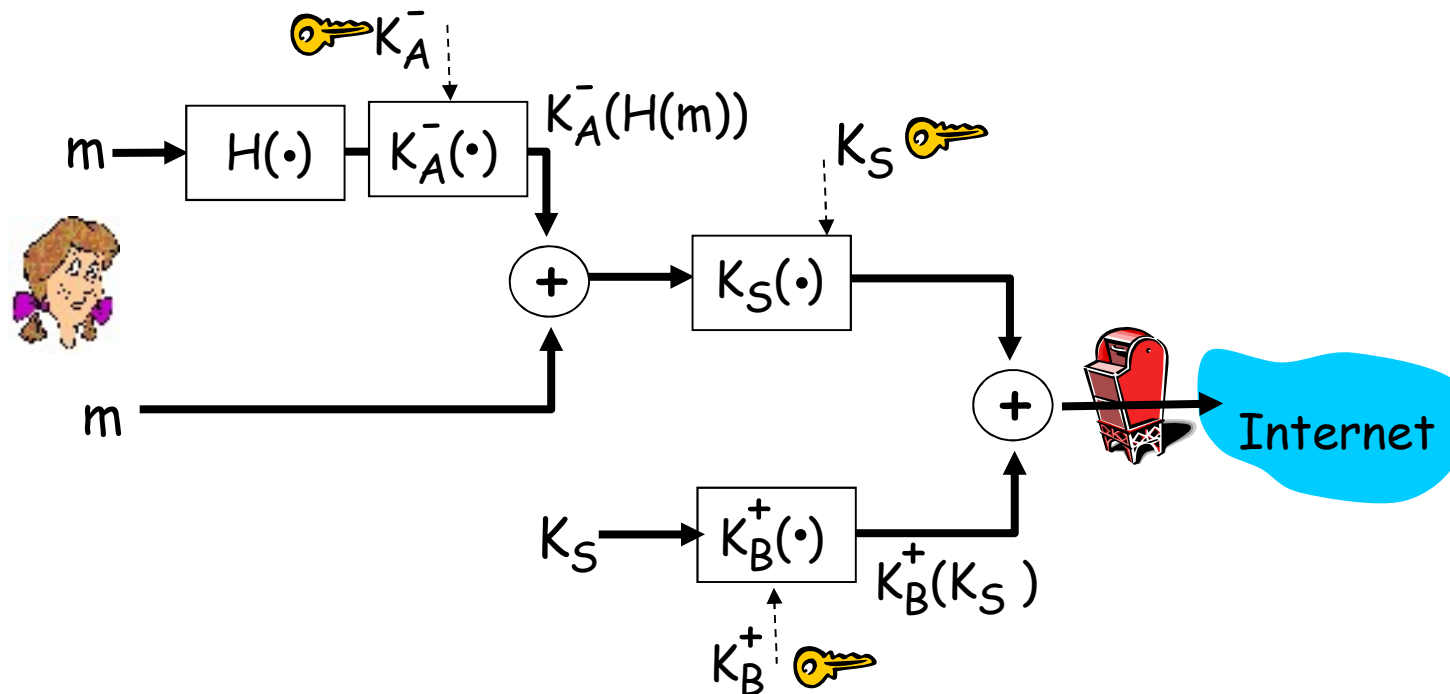 K_A^-
m
H(•)
K_A^-(•)
K_A^-(H(m))
K_S
+
K_S(•)
m
+
Internet
K_S
K_B^+(•)
K_B^+(K_S )
K_B^+